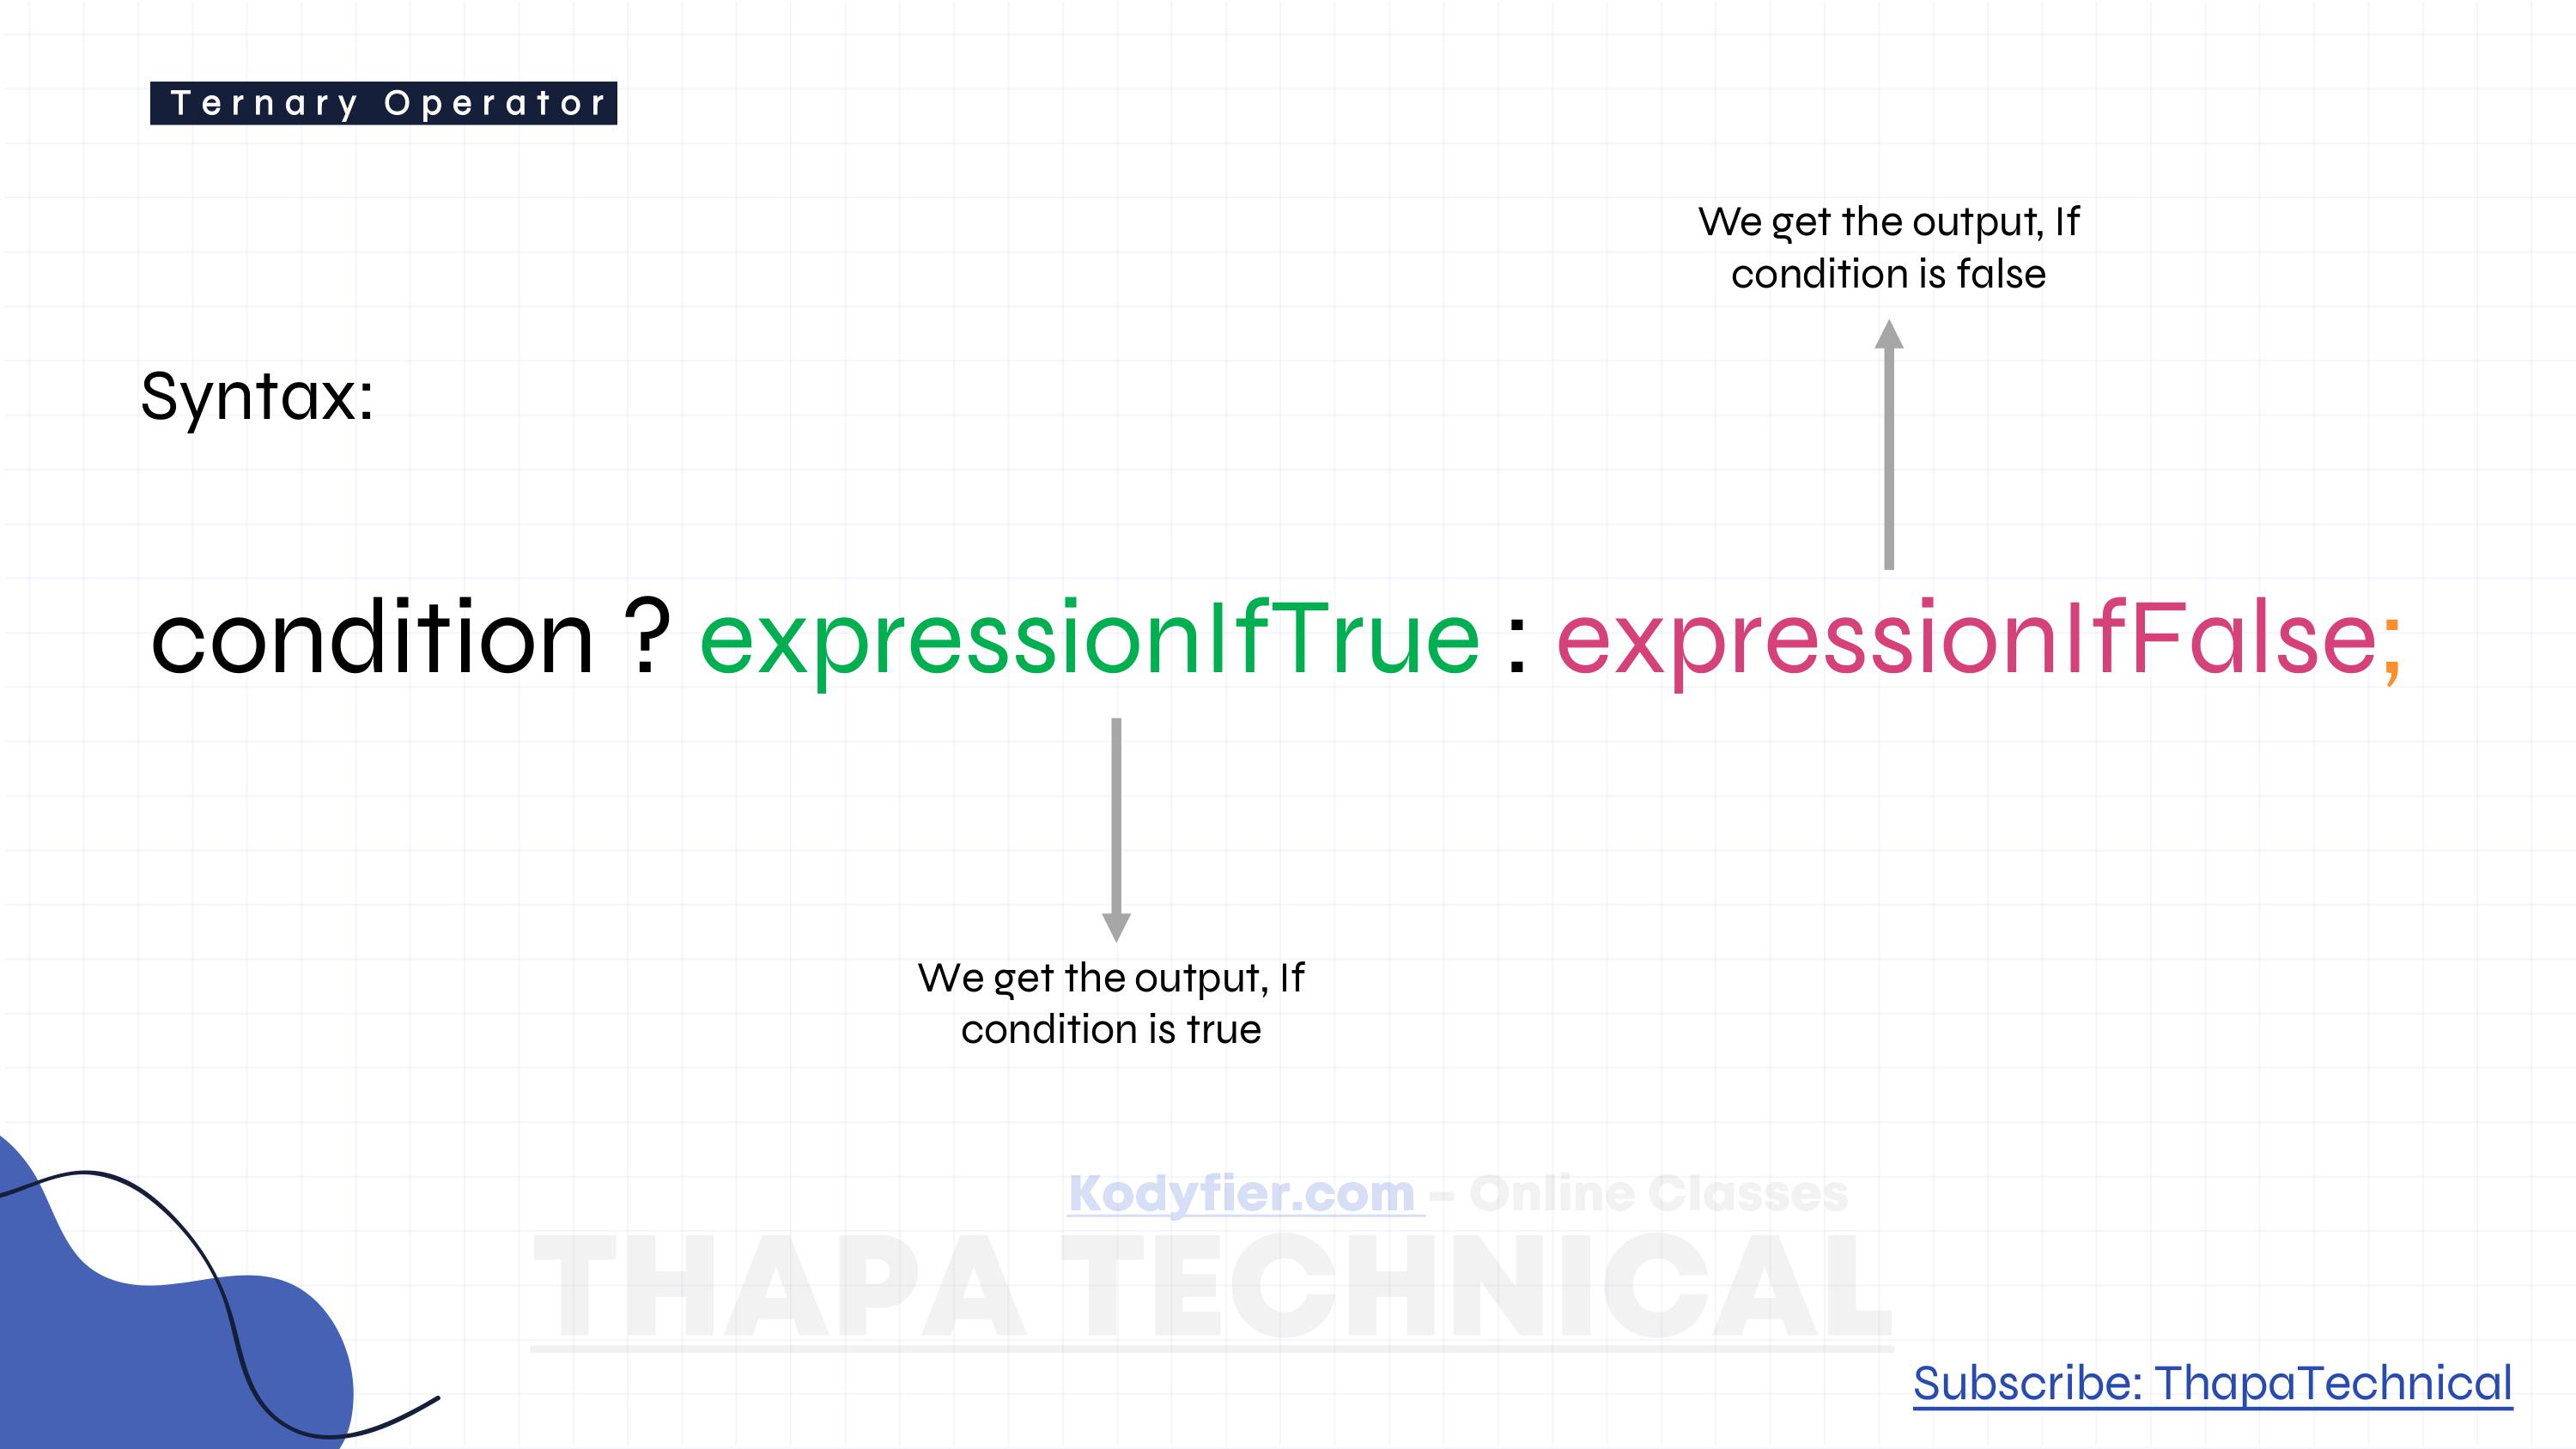 Ternary Operator
We get the output, If
condition is false
Syntax:
condition ? expressionIfTrue : expressionIfFalse;
We get the output, If
condition is true
Kodyfier.com - Online Classes
THAPA TECHNICAL
Subscribe: ThapaTechnical